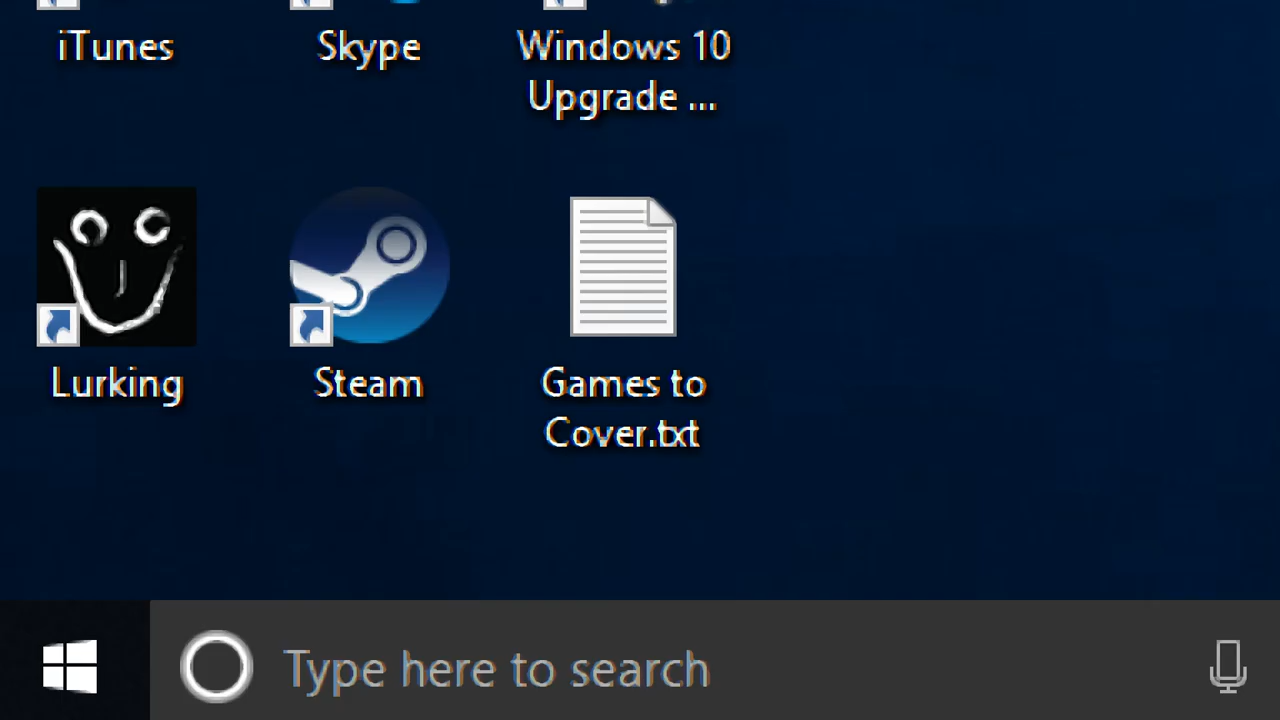 iTunes
Skype
Windows 10
Upgrade ...
Lurking
Steam
Games to
Cover.txt
Type here to search